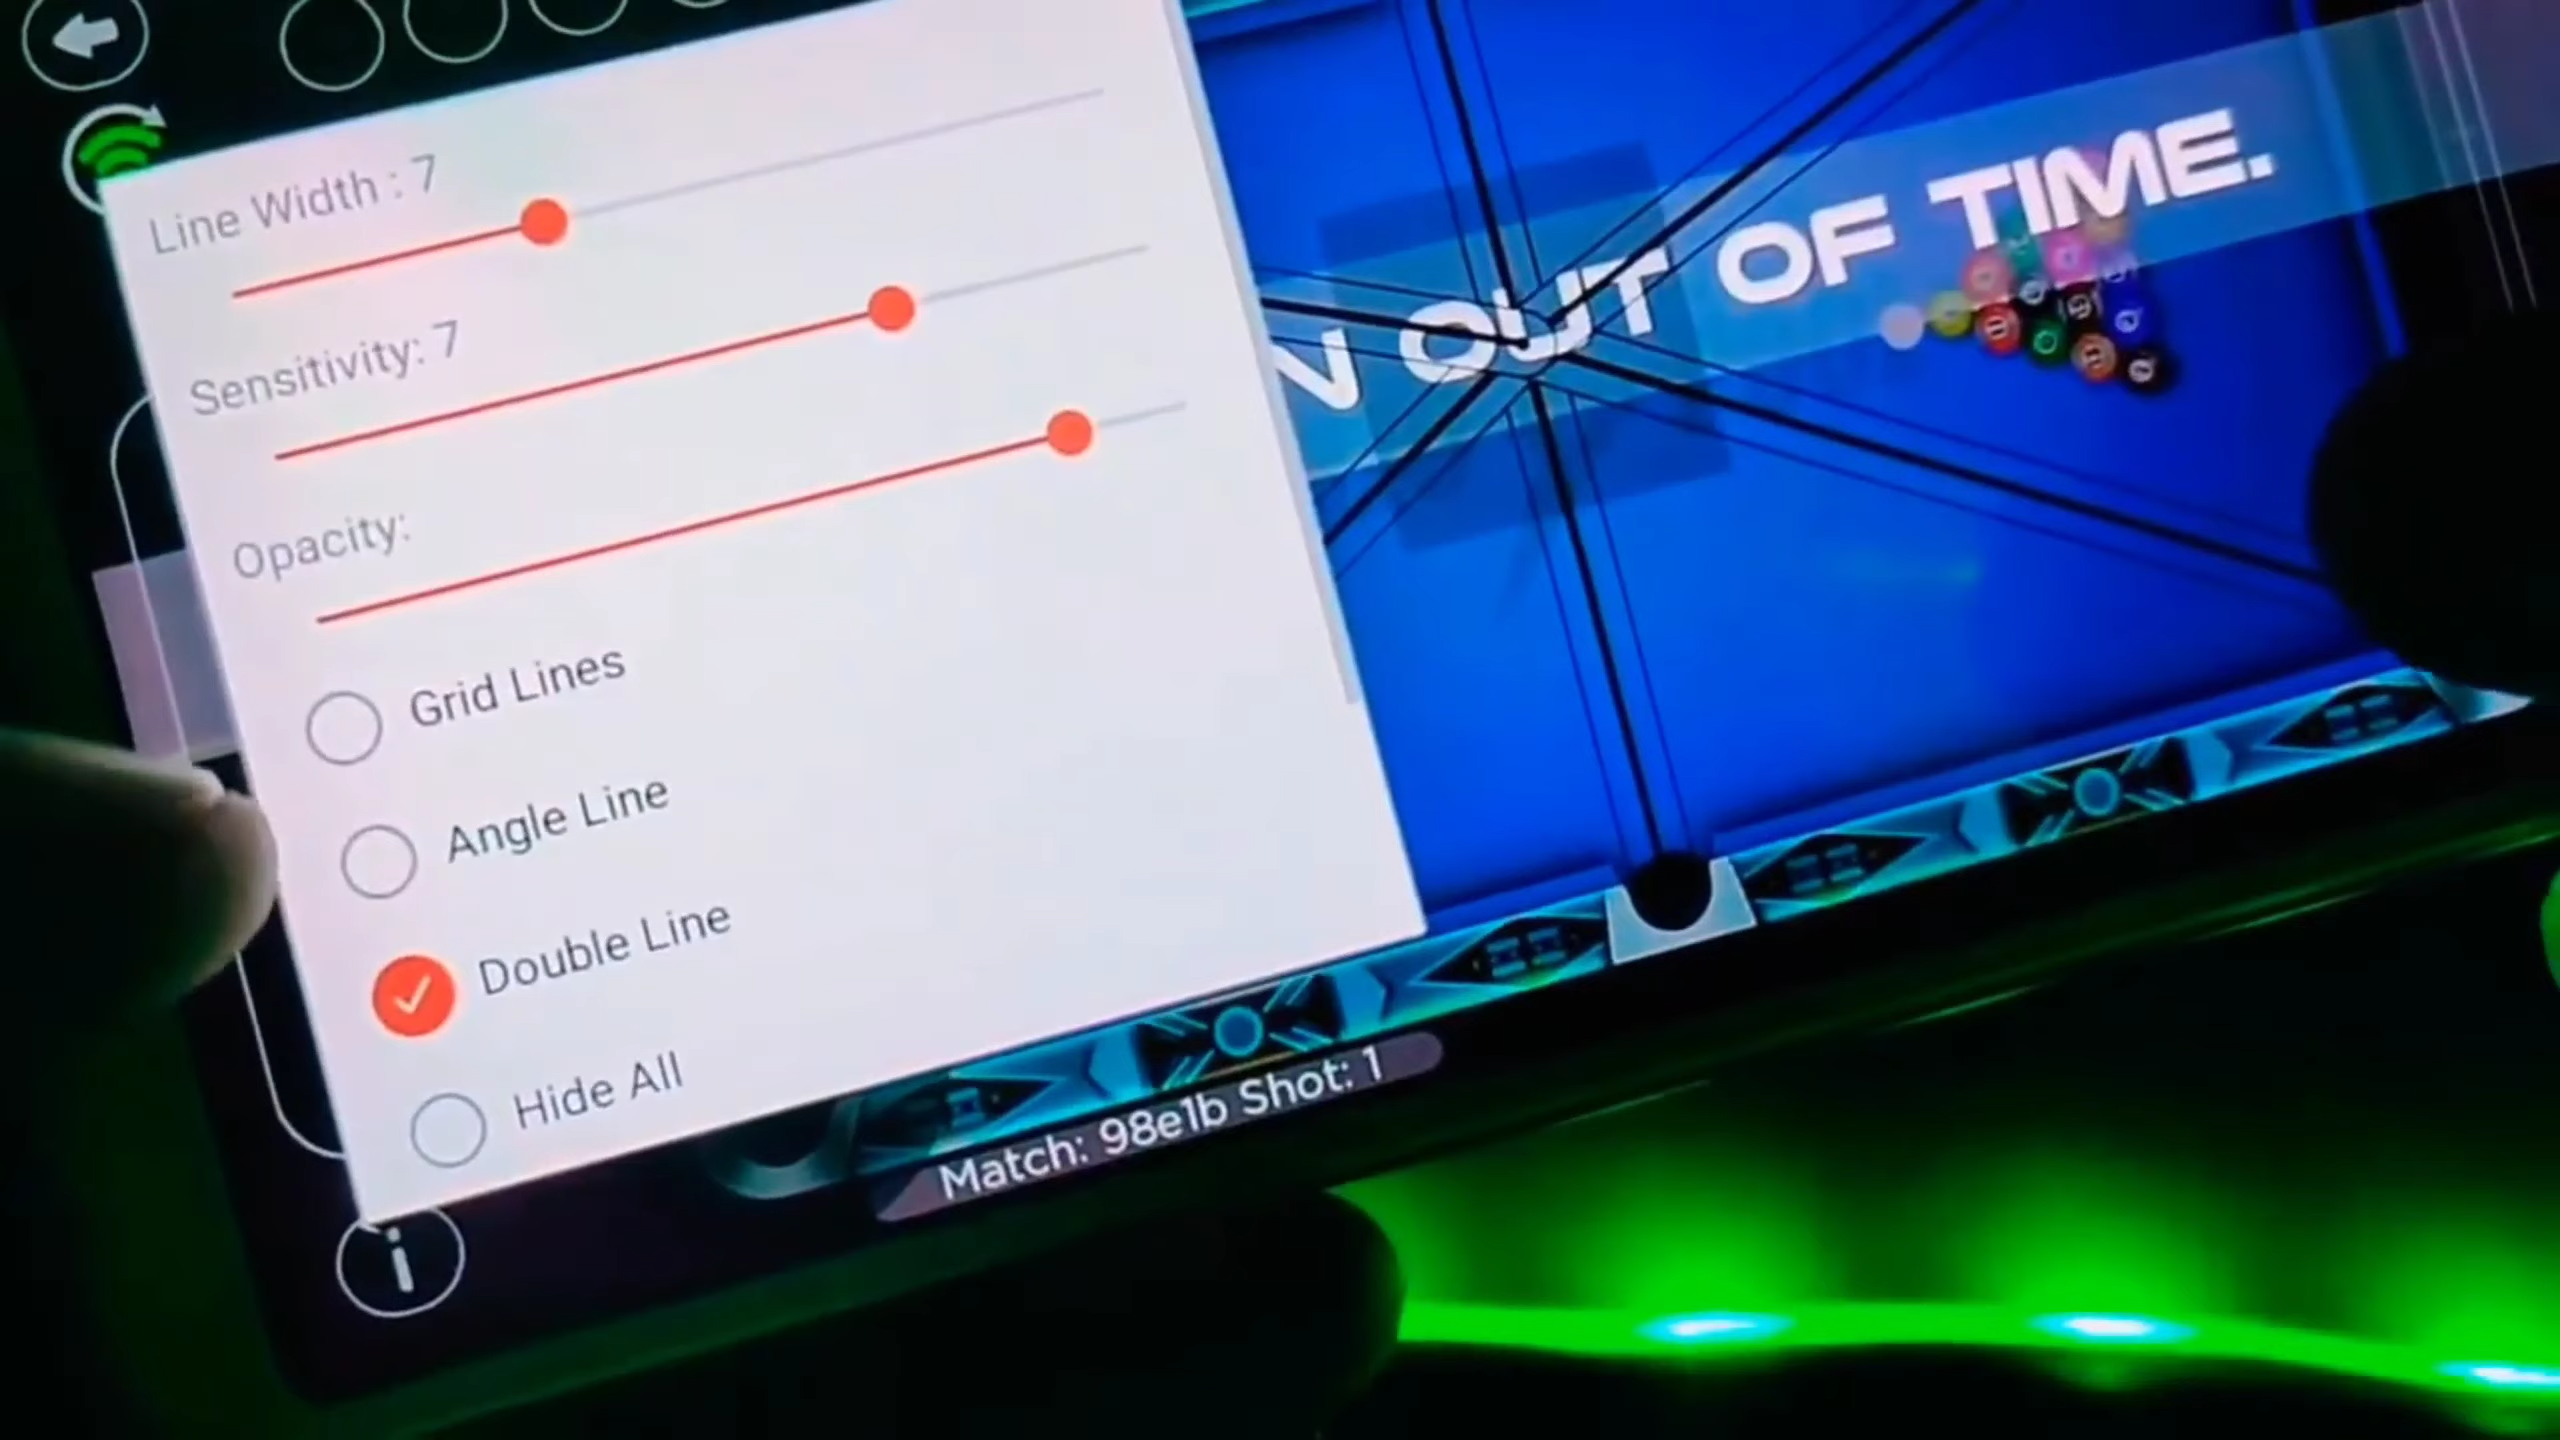 Line Width : 7
Sensitivity: 7
Opacity:
Grid Lines
Angle Line
Double Line
Hide All
OUT OF TIME.
Match: 98e1b Shot: 1
i